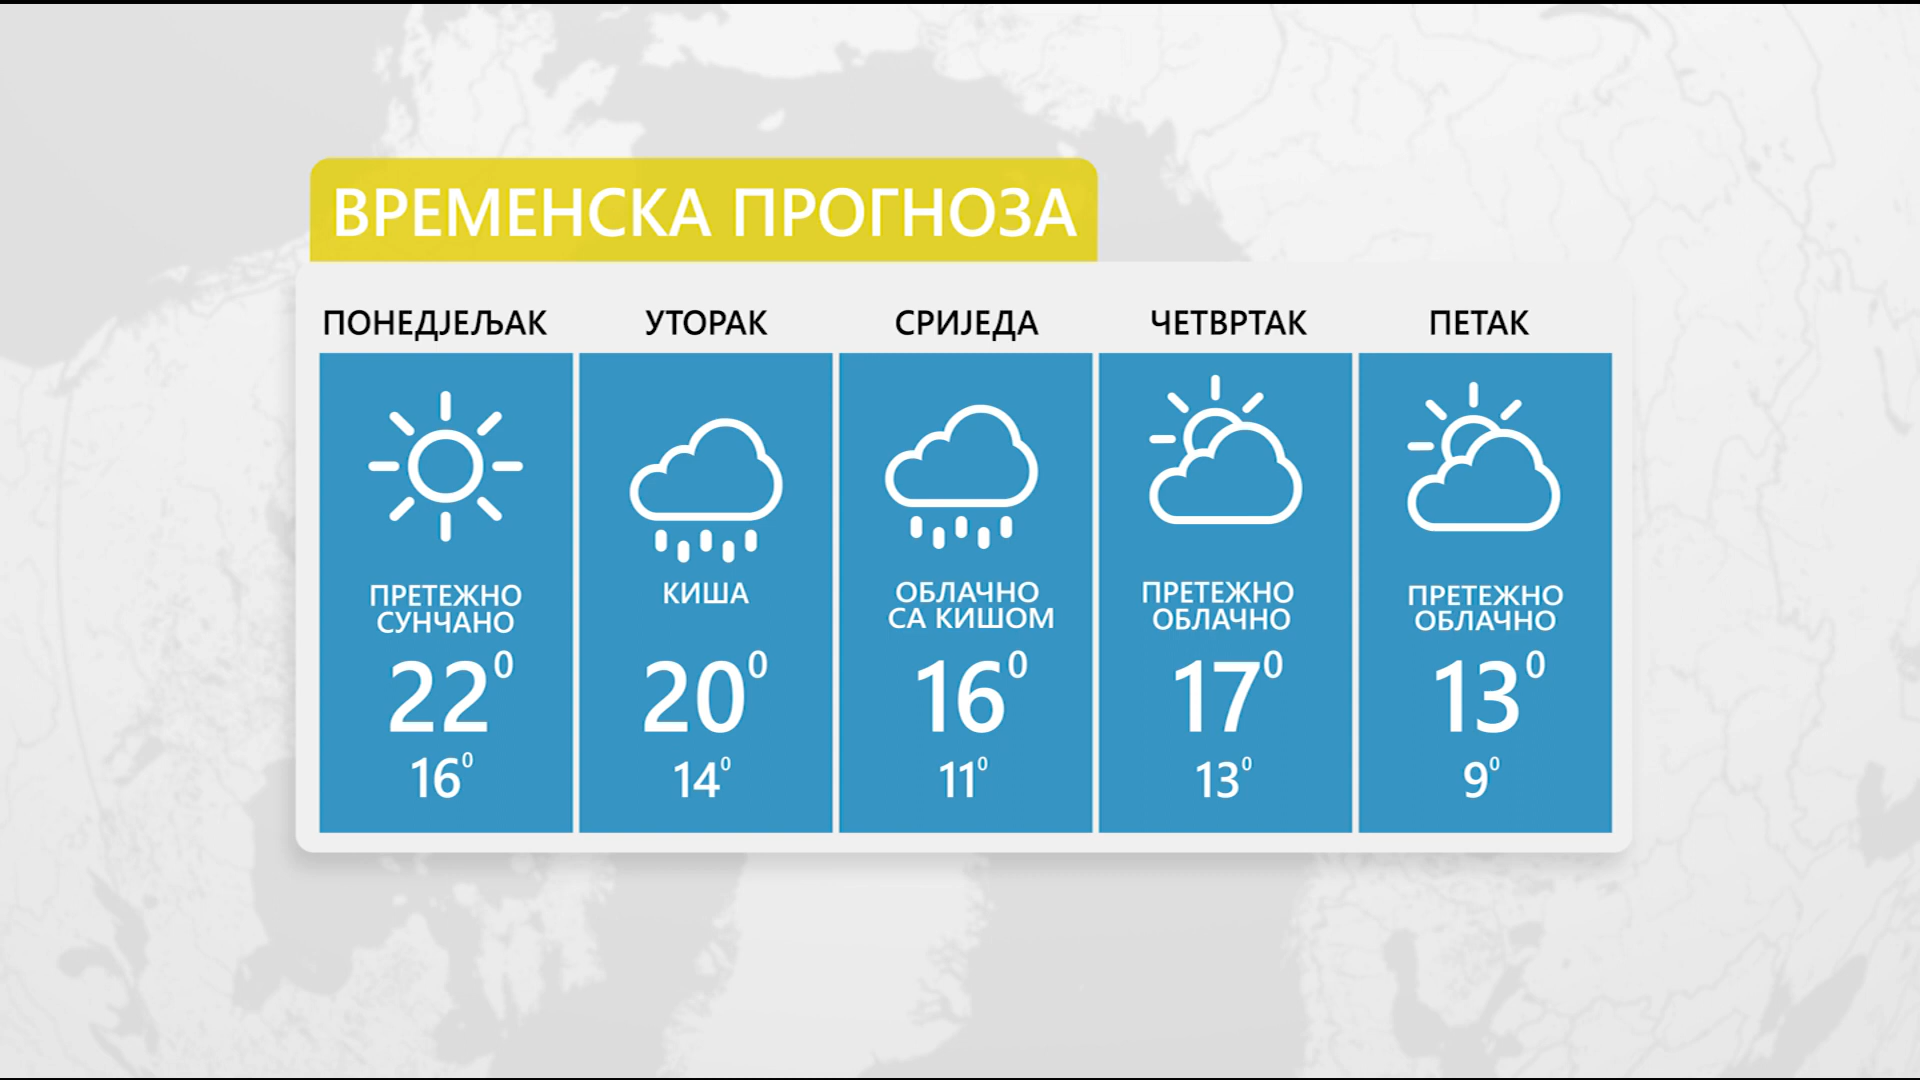 ВРЕМЕНСКА ПРОГНОЗА
ПОНЕДЈЕЉАК
ПРЕТЕЖНО
СУНЧАНО
22⁰
16⁰
УТОРАК
КИША
20⁰
14⁰
СРИЈЕДА
ОБЛАЧНО
СА КИШОМ
16⁰
11⁰
ЧЕТВРТАК
ПРЕТЕЖНО
ОБЛАЧНО
17⁰
13⁰
ПЕТАК
ПРЕТЕЖНО
ОБЛАЧНО
13⁰
9⁰